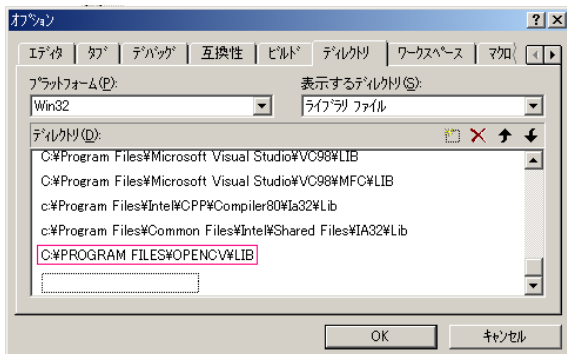 オプション
エディタ タブ デバッグ 互換性 ビルド ディレクトリ ワークスペース マクロ
プラットフォーム(P): 表示するディレクトリ(S):
Win32 ライブラリ ファイル
ディレクトリ(D):
C:¥Program Files¥Microsoft Visual Studio¥VC98¥LIB
C:¥Program Files¥Microsoft Visual Studio¥VC98¥MFC¥LIB
c:¥Program Files¥Intel¥CPP¥Compiler80¥Ia32¥Lib
c:¥Program Files¥Common Files¥Intel¥Shared Files¥IA32¥Lib
C:¥PROGRAM FILES¥OPENCV¥LIB
OK キャンセル